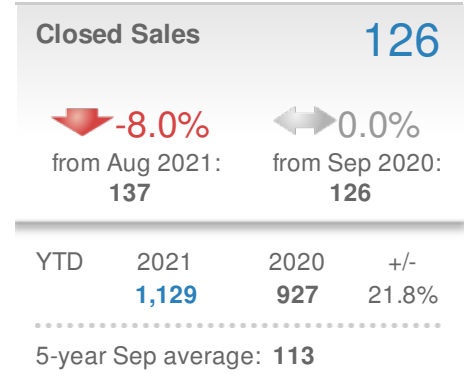 Closed Sales 126
-8.0% 0.0%
from Aug 2021: from Sep 2020:
137 126
YTD 2021 2020 +/-
1,129 927 21.8%
5-year Sep average: 113